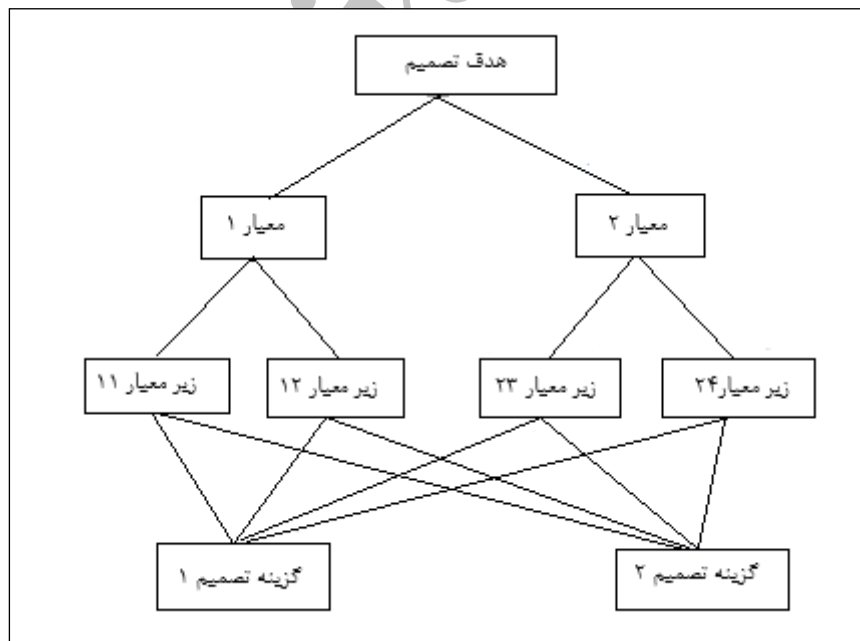 هدف تصمیم
معیار ۱
معیار ۲
زیر معیار ۱۱
زیر معیار ۱۲
زیر معیار ۲۳
زیر معیار۲۴
گزینه تصمیم ۱
گزینه تصمیم ۲